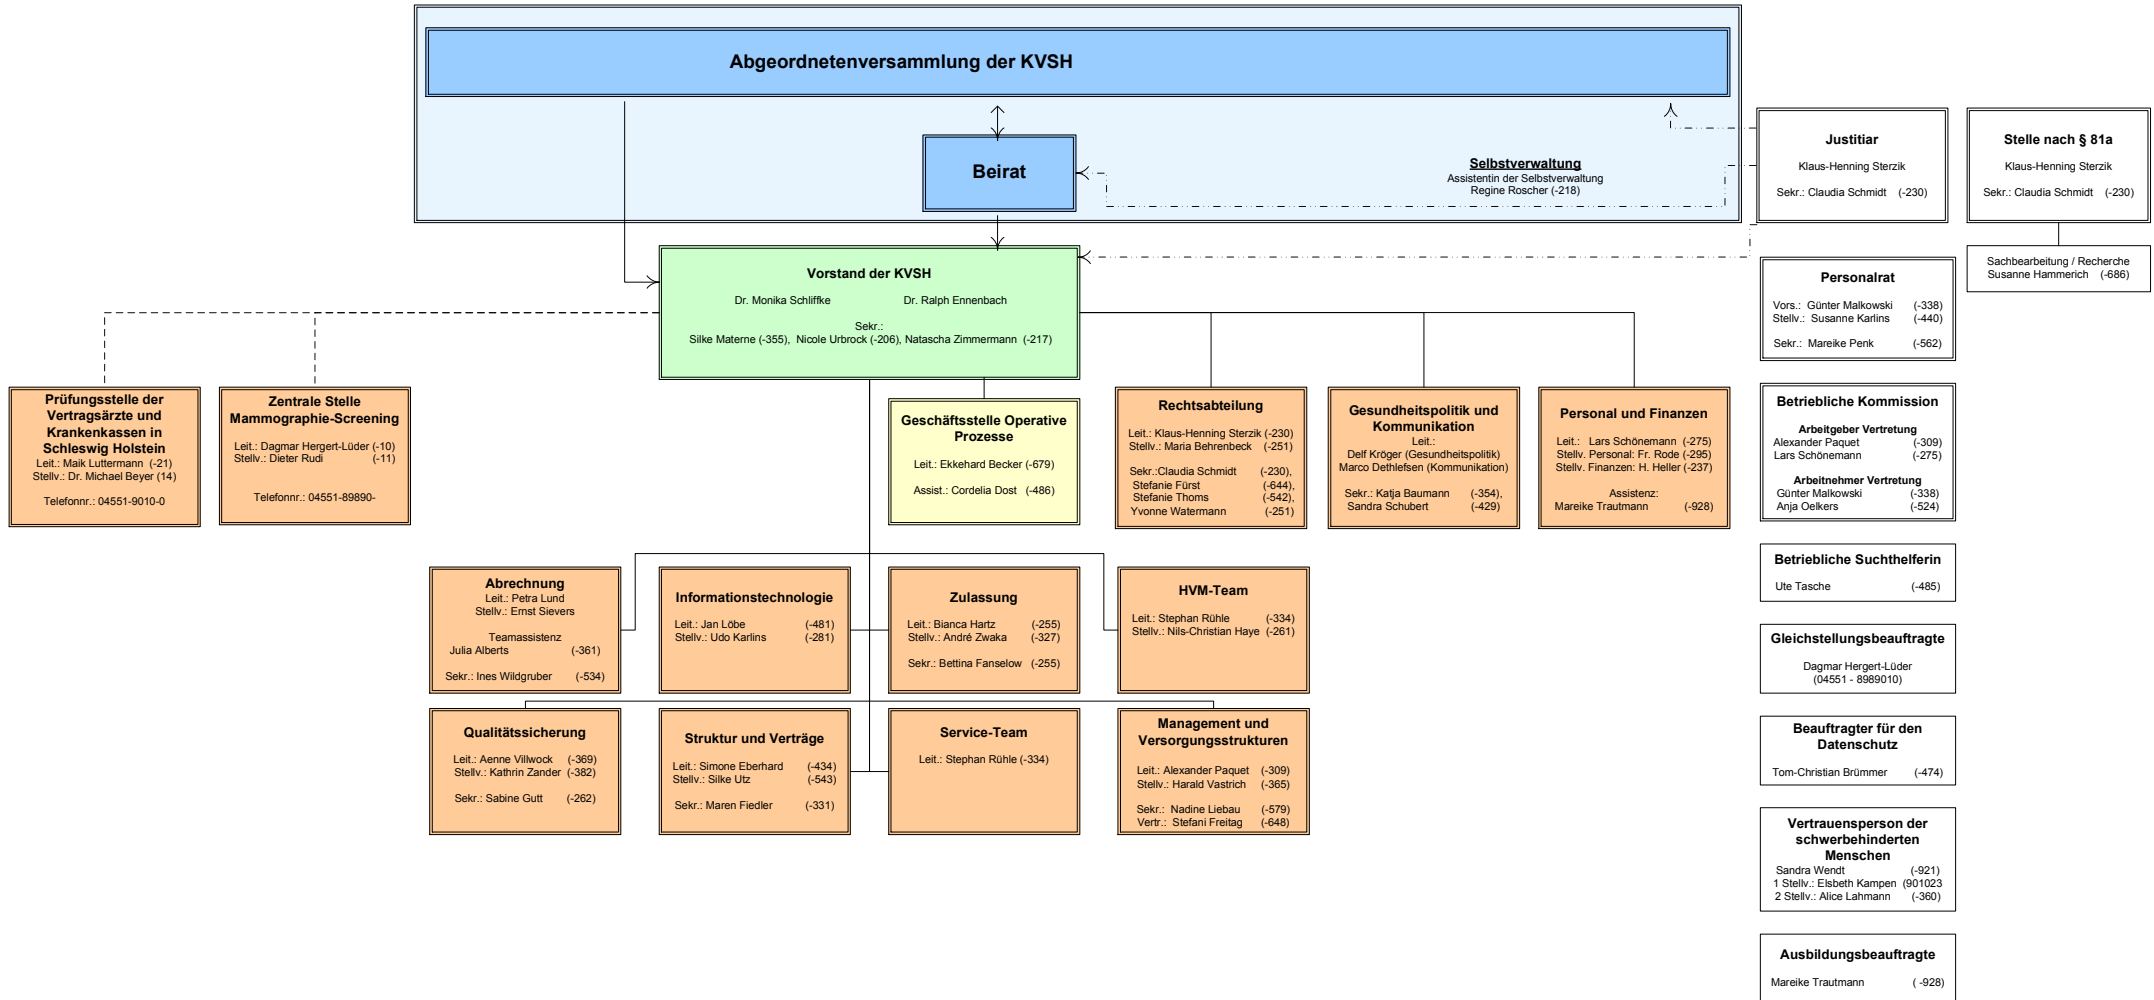 Abgeordnetenversammlung der KVSH
Beirat
Selbstverwaltung
Assistentin der Selbstverwaltung
Regine Roscher (-218)
Justitiar
Klaus-Henning Sterzik
Sekr.: Claudia Schmidt (-230)
Stelle nach § 81a
Klaus-Henning Sterzik
Sekr.: Claudia Schmidt (-230)
Sachbearbeitung / Recherche
Susanne Hammerich (-686)
Vorstand der KVSH
Dr. Monika Schliffke Dr. Ralph Ennenbach
Sekr.:
Silke Materne (-355), Nicole Urbrock (-206), Natascha Zimmermann (-217)
Personalrat
Vors.: Günter Malkowski (-338)
Stellv.: Susanne Karlins (-440)
Sekr.: Mareike Penk (-562)
Prüfungsstelle der
Vertragsärzte und
Krankenkassen in
Schleswig Holstein
Leit.: Maik Luttermann (-21)
Stellv.: Dr. Michael Beyer (14)
Telefonnr.: 04551-9010-0
Zentrale Stelle
Mammographie-Screening
Leit.: Dagmar Hergert-Lüder (-10)
Stellv.: Dieter Rudi (-11)
Telefonnr.: 04551-89890-
Geschäftsstelle Operative
Prozesse
Leit.: Ekkehard Becker (-679)
Assist.: Cordelia Dost (-486)
Rechtsabteilung
Leit.: Klaus-Henning Sterzik (-230)
Stellv.: Maria Behrenbeck (-251)
Sekr.:Claudia Schmidt (-230),
Stefanie Fürst (-644),
Stefanie Thoms (-542),
Yvonne Watermann (-251)
Gesundheitspolitik und
Kommunikation
Leit.:
Delf Kröger (Gesundheitspolitik)
Marco Dethlefsen (Kommunikation)
Sekr.: Katja Baumann (-354),
Sandra Schubert (-429)
Personal und Finanzen
Leit.: Lars Schönemann (-275)
Stellv. Personal: Fr. Rode (-295)
Stellv. Finanzen: H. Heller (-237)
Assistenz:
Mareike Trautmann (-928)
Betriebliche Kommission
Arbeitgeber Vertretung
Alexander Paquet (-309)
Lars Schönemann (-275)
Arbeitnehmer Vertretung
Günter Malkowski (-338)
Anja Oelkers (-524)
Abrechnung
Leit.: Petra Lund
Stellv.: Ernst Sievers
Teamassistenz
Julia Alberts (-361)
Sekr.: Ines Wildgruber (-534)
Informationstechnologie
Leit.: Jan Löbe (-481)
Stellv.: Udo Karlins (-281)
Zulassung
Leit.: Bianca Hartz (-255)
Stellv.: André Zwaka (-327)
Sekr.: Bettina Fanselow (-255)
HVM-Team
Leit.: Stephan Rühle (-334)
Stellv.: Nils-Christian Haye (-261)
Betriebliche Suchthelferin
Ute Tasche (-485)
Gleichstellungsbeauftragte
Dagmar Hergert-Lüder
(04551 - 8989010)
Qualitätssicherung
Leit.: Aenne Villwock (-369)
Stellv.: Kathrin Zander (-382)
Sekr.: Sabine Gutt (-262)
Struktur und Verträge
Leit.: Simone Eberhard (-434)
Stellv.: Silke Utz (-543)
Sekr.: Maren Fiedler (-331)
Service-Team
Leit.: Stephan Rühle (-334)
Management und
Versorgungsstrukturen
Leit.: Alexander Paquet (-309)
Stellv.: Harald Vastrich (-365)
Sekr.: Nadine Liebau (-579)
Vertr.: Stefani Freitag (-648)
Beauftragter für den
Datenschutz
Tom-Christian Brümmer (-474)
Vertrauensperson der
schwerbehinderten
Menschen
Sandra Wendt (-921)
1 Stellv.: Elsbeth Kampen (901023
2 Stellv.: Alice Lahmann (-360)
Ausbildungsbeauftragte
Mareike Trautmann ( -928)